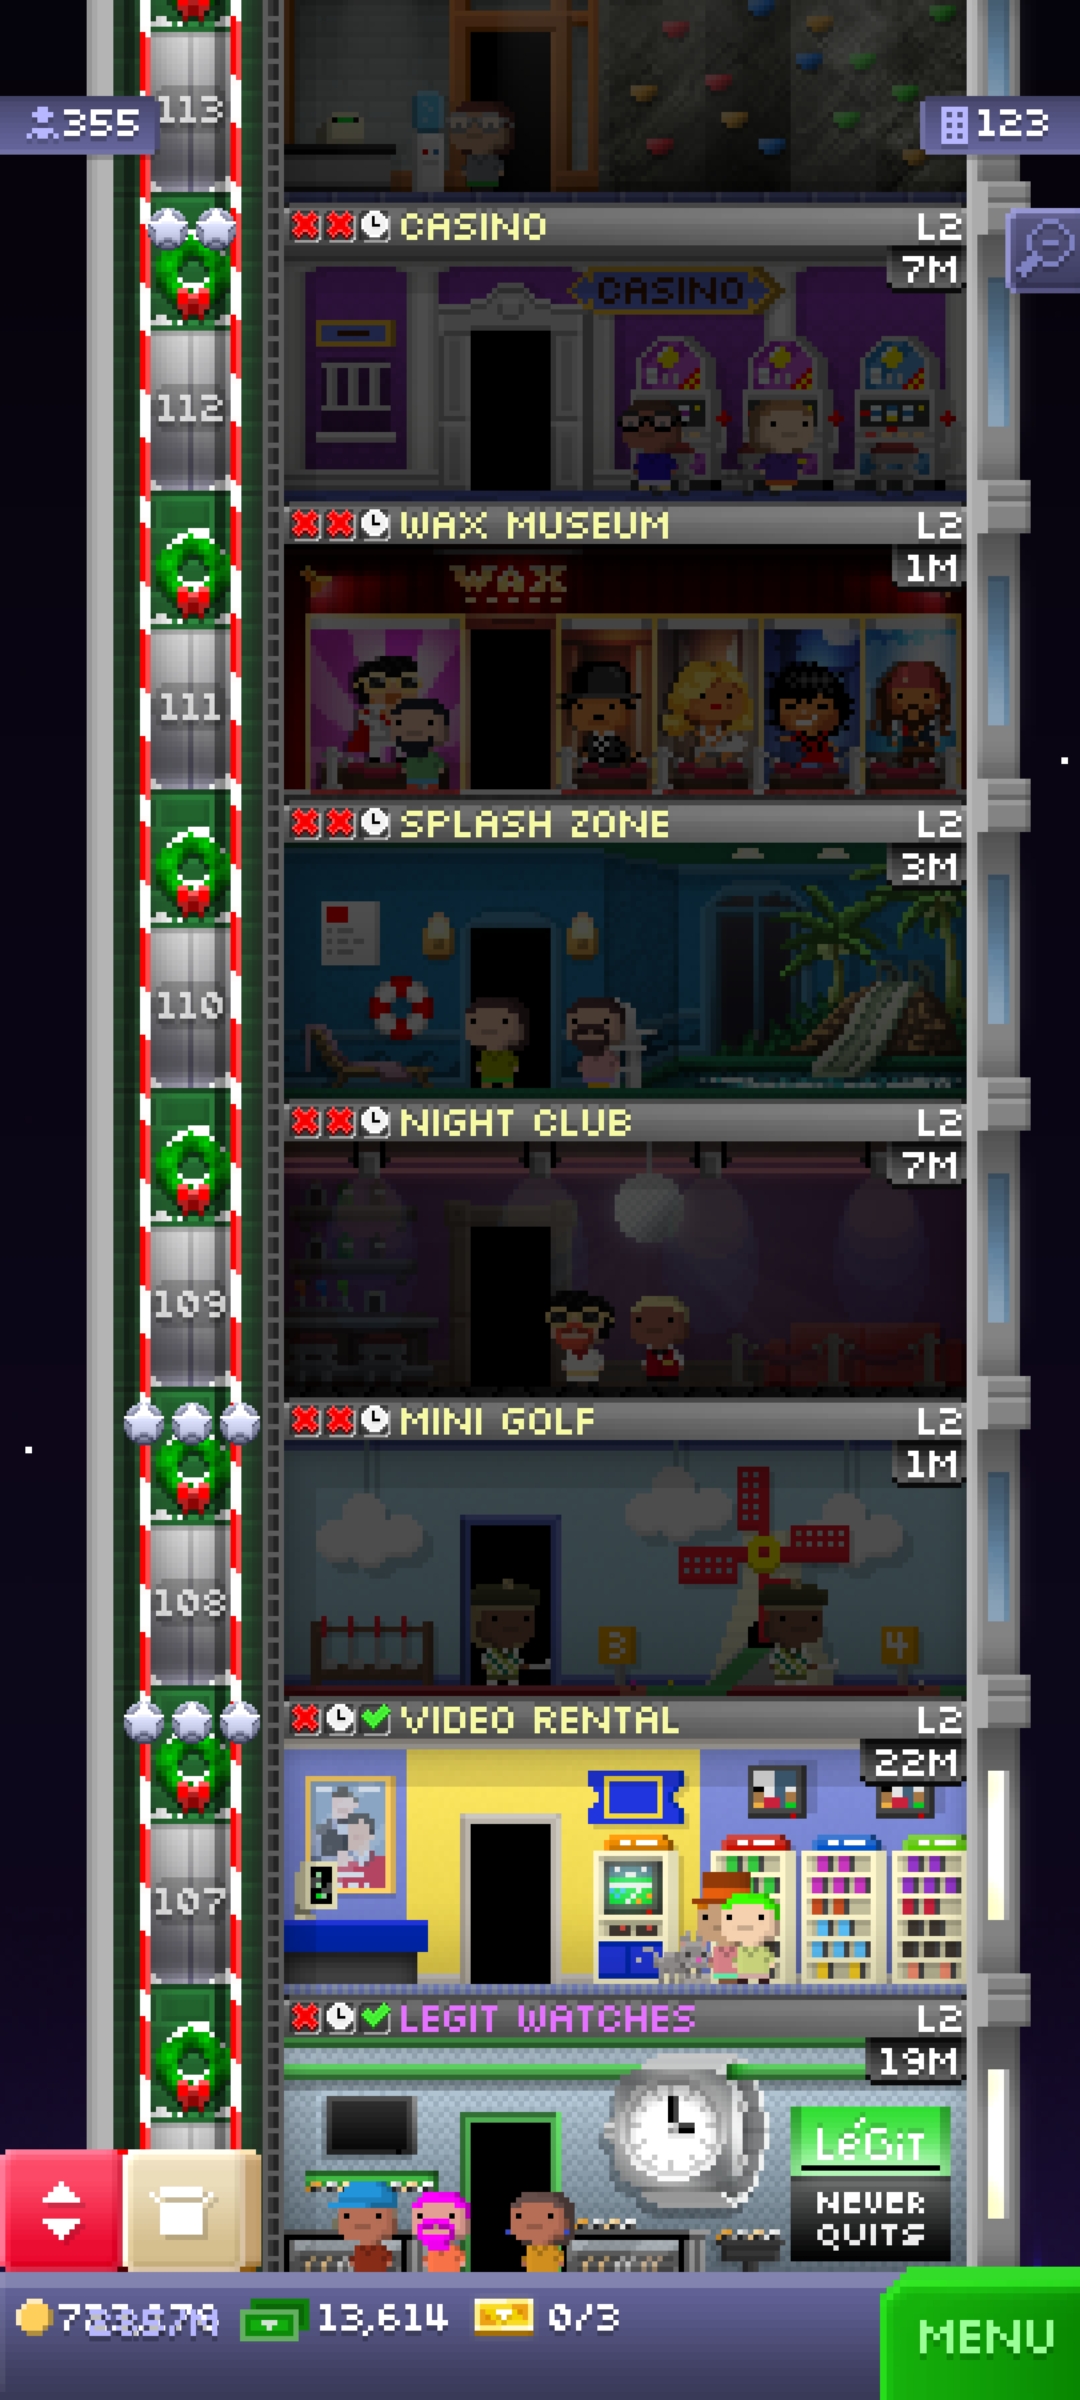 113
355
123
CASINO
L2
7M
CASINO
112
WAX MUSEUM
L2
1M
WAX
111
SPLASH ZONE
L2
3M
110
NIGHT CLUB
L2
7M
109
MINI GOLF
L2
1M
108
3
4
VIDEO RENTAL
L2
22M
107
LEGIT WATCHES
L2
19M
LéGiT
NEVER
QUITS
13,614
0/3
MENU